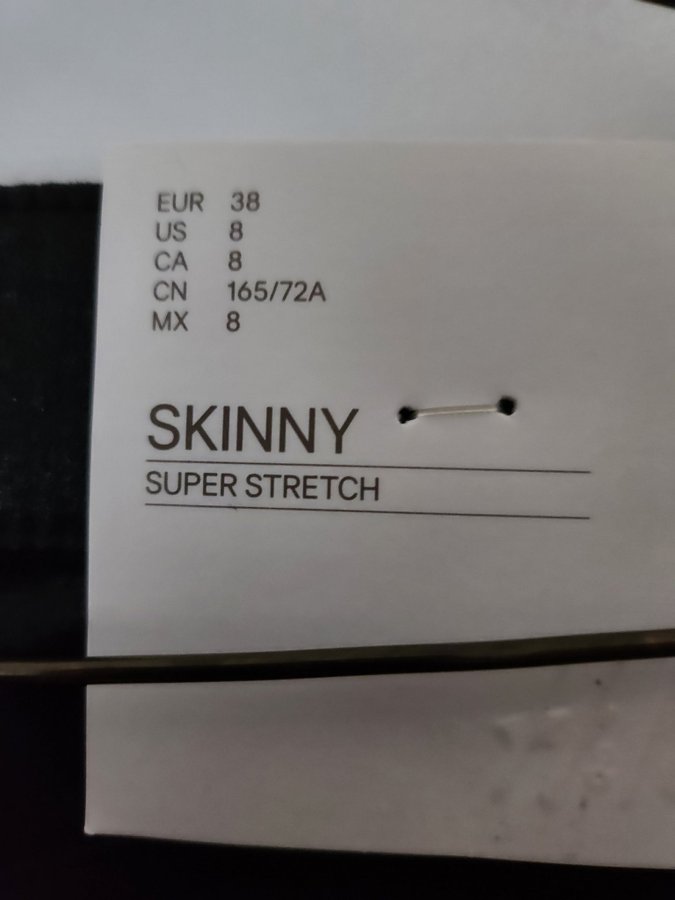 EUR 38
US 8
CA 8
CN 165/72A
MX 8
SKINNY
SUPER STRETCH